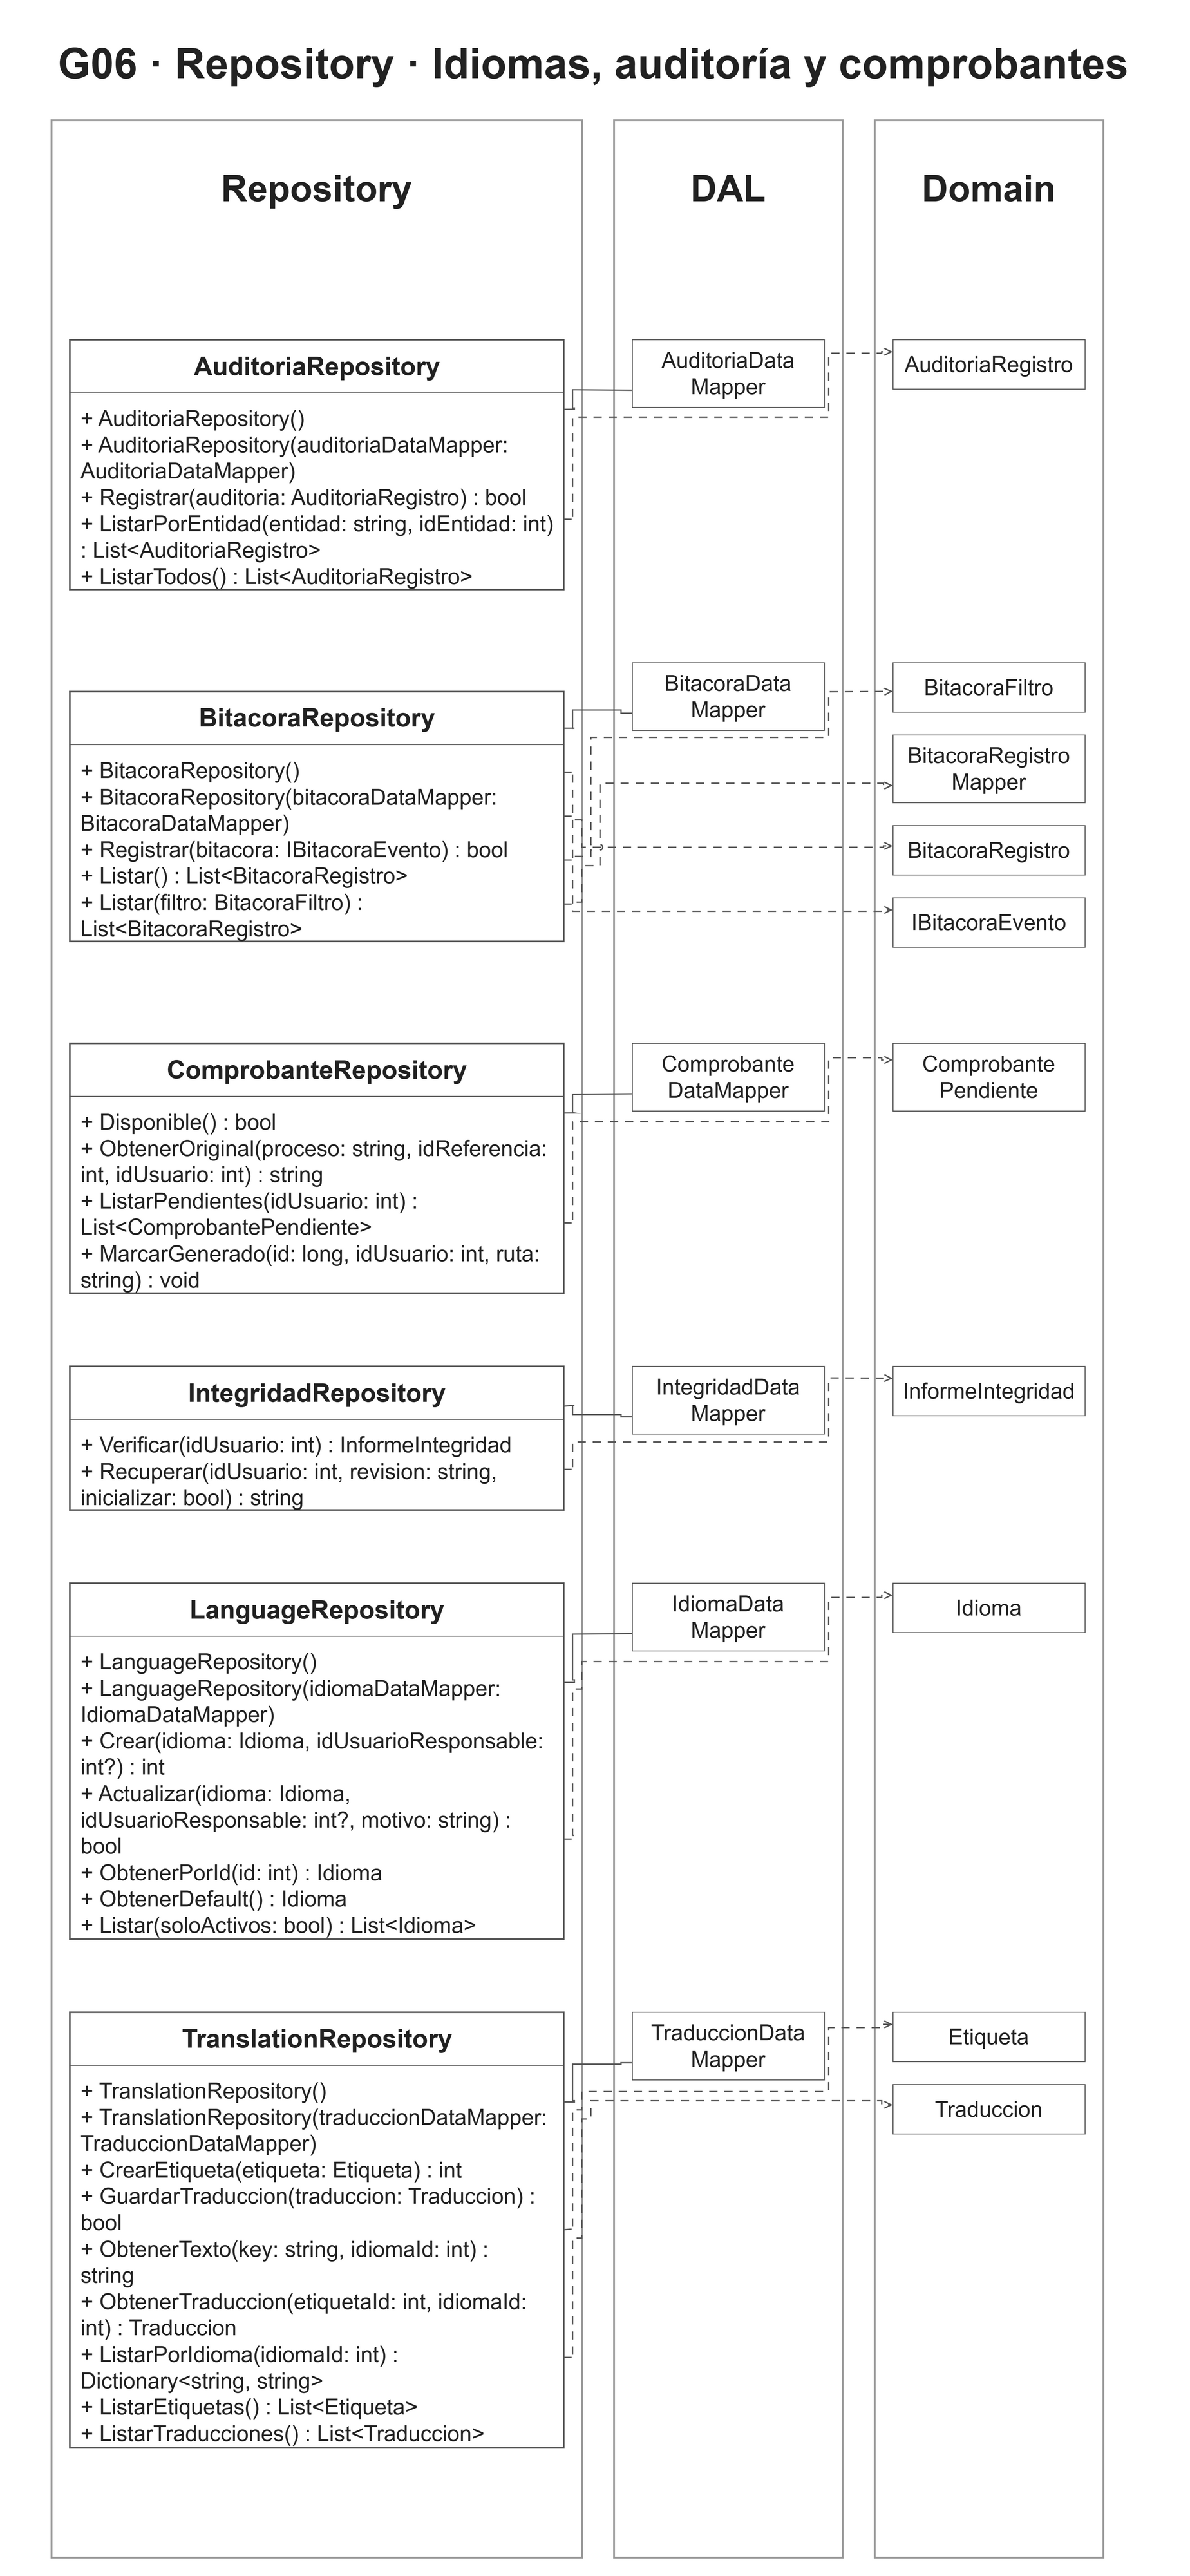 G06 · Repository · Idiomas, auditoría y comprobantes
Repository
DAL
Domain
AuditoriaRepository
+ AuditoriaRepository()
+ AuditoriaRepository(auditoriaDataMapper:
AuditoriaDataMapper)
+ Registrar(auditoria: AuditoriaRegistro) : bool
+ ListarPorEntidad(entidad: string, idEntidad: int)
: List<AuditoriaRegistro>
+ ListarTodos() : List<AuditoriaRegistro>
AuditoriaData
Mapper
AuditoriaRegistro
BitacoraRepository
+ BitacoraRepository()
+ BitacoraRepository(bitacoraDataMapper:
BitacoraDataMapper)
+ Registrar(bitacora: IBitacoraEvento) : bool
+ Listar() : List<BitacoraRegistro>
+ Listar(filtro: BitacoraFiltro) :
List<BitacoraRegistro>
BitacoraData
Mapper
BitacoraFiltro
BitacoraRegistro
Mapper
BitacoraRegistro
IBitacoraEvento
ComprobanteRepository
+ Disponible() : bool
+ ObtenerOriginal(proceso: string, idReferencia:
int, idUsuario: int) : string
+ ListarPendientes(idUsuario: int) :
List<ComprobantePendiente>
+ MarcarGenerado(id: long, idUsuario: int, ruta:
string) : void
Comprobante
DataMapper
Comprobante
Pendiente
IntegridadRepository
+ Verificar(idUsuario: int) : InformeIntegridad
+ Recuperar(idUsuario: int, revision: string,
inicializar: bool) : string
IntegridadData
Mapper
InformeIntegridad
LanguageRepository
+ LanguageRepository()
+ LanguageRepository(idiomaDataMapper:
IdiomaDataMapper)
+ Crear(idioma: Idioma, idUsuarioResponsable:
int?) : int
+ Actualizar(idioma: Idioma,
idUsuarioResponsable: int?, motivo: string) :
bool
+ ObtenerPorId(id: int) : Idioma
+ ObtenerDefault() : Idioma
+ Listar(soloActivos: bool) : List<Idioma>
IdiomaData
Mapper
Idioma
TranslationRepository
+ TranslationRepository()
+ TranslationRepository(traduccionDataMapper:
TraduccionDataMapper)
+ CrearEtiqueta(etiqueta: Etiqueta) : int
+ GuardarTraduccion(traduccion: Traduccion) :
bool
+ ObtenerTexto(key: string, idiomaId: int) :
string
+ ObtenerTraduccion(etiquetaId: int, idiomaId:
int) : Traduccion
+ ListarPorIdioma(idiomaId: int) :
Dictionary<string, string>
+ ListarEtiquetas() : List<Etiqueta>
+ ListarTraducciones() : List<Traduccion>
TraduccionData
Mapper
Etiqueta
Traduccion